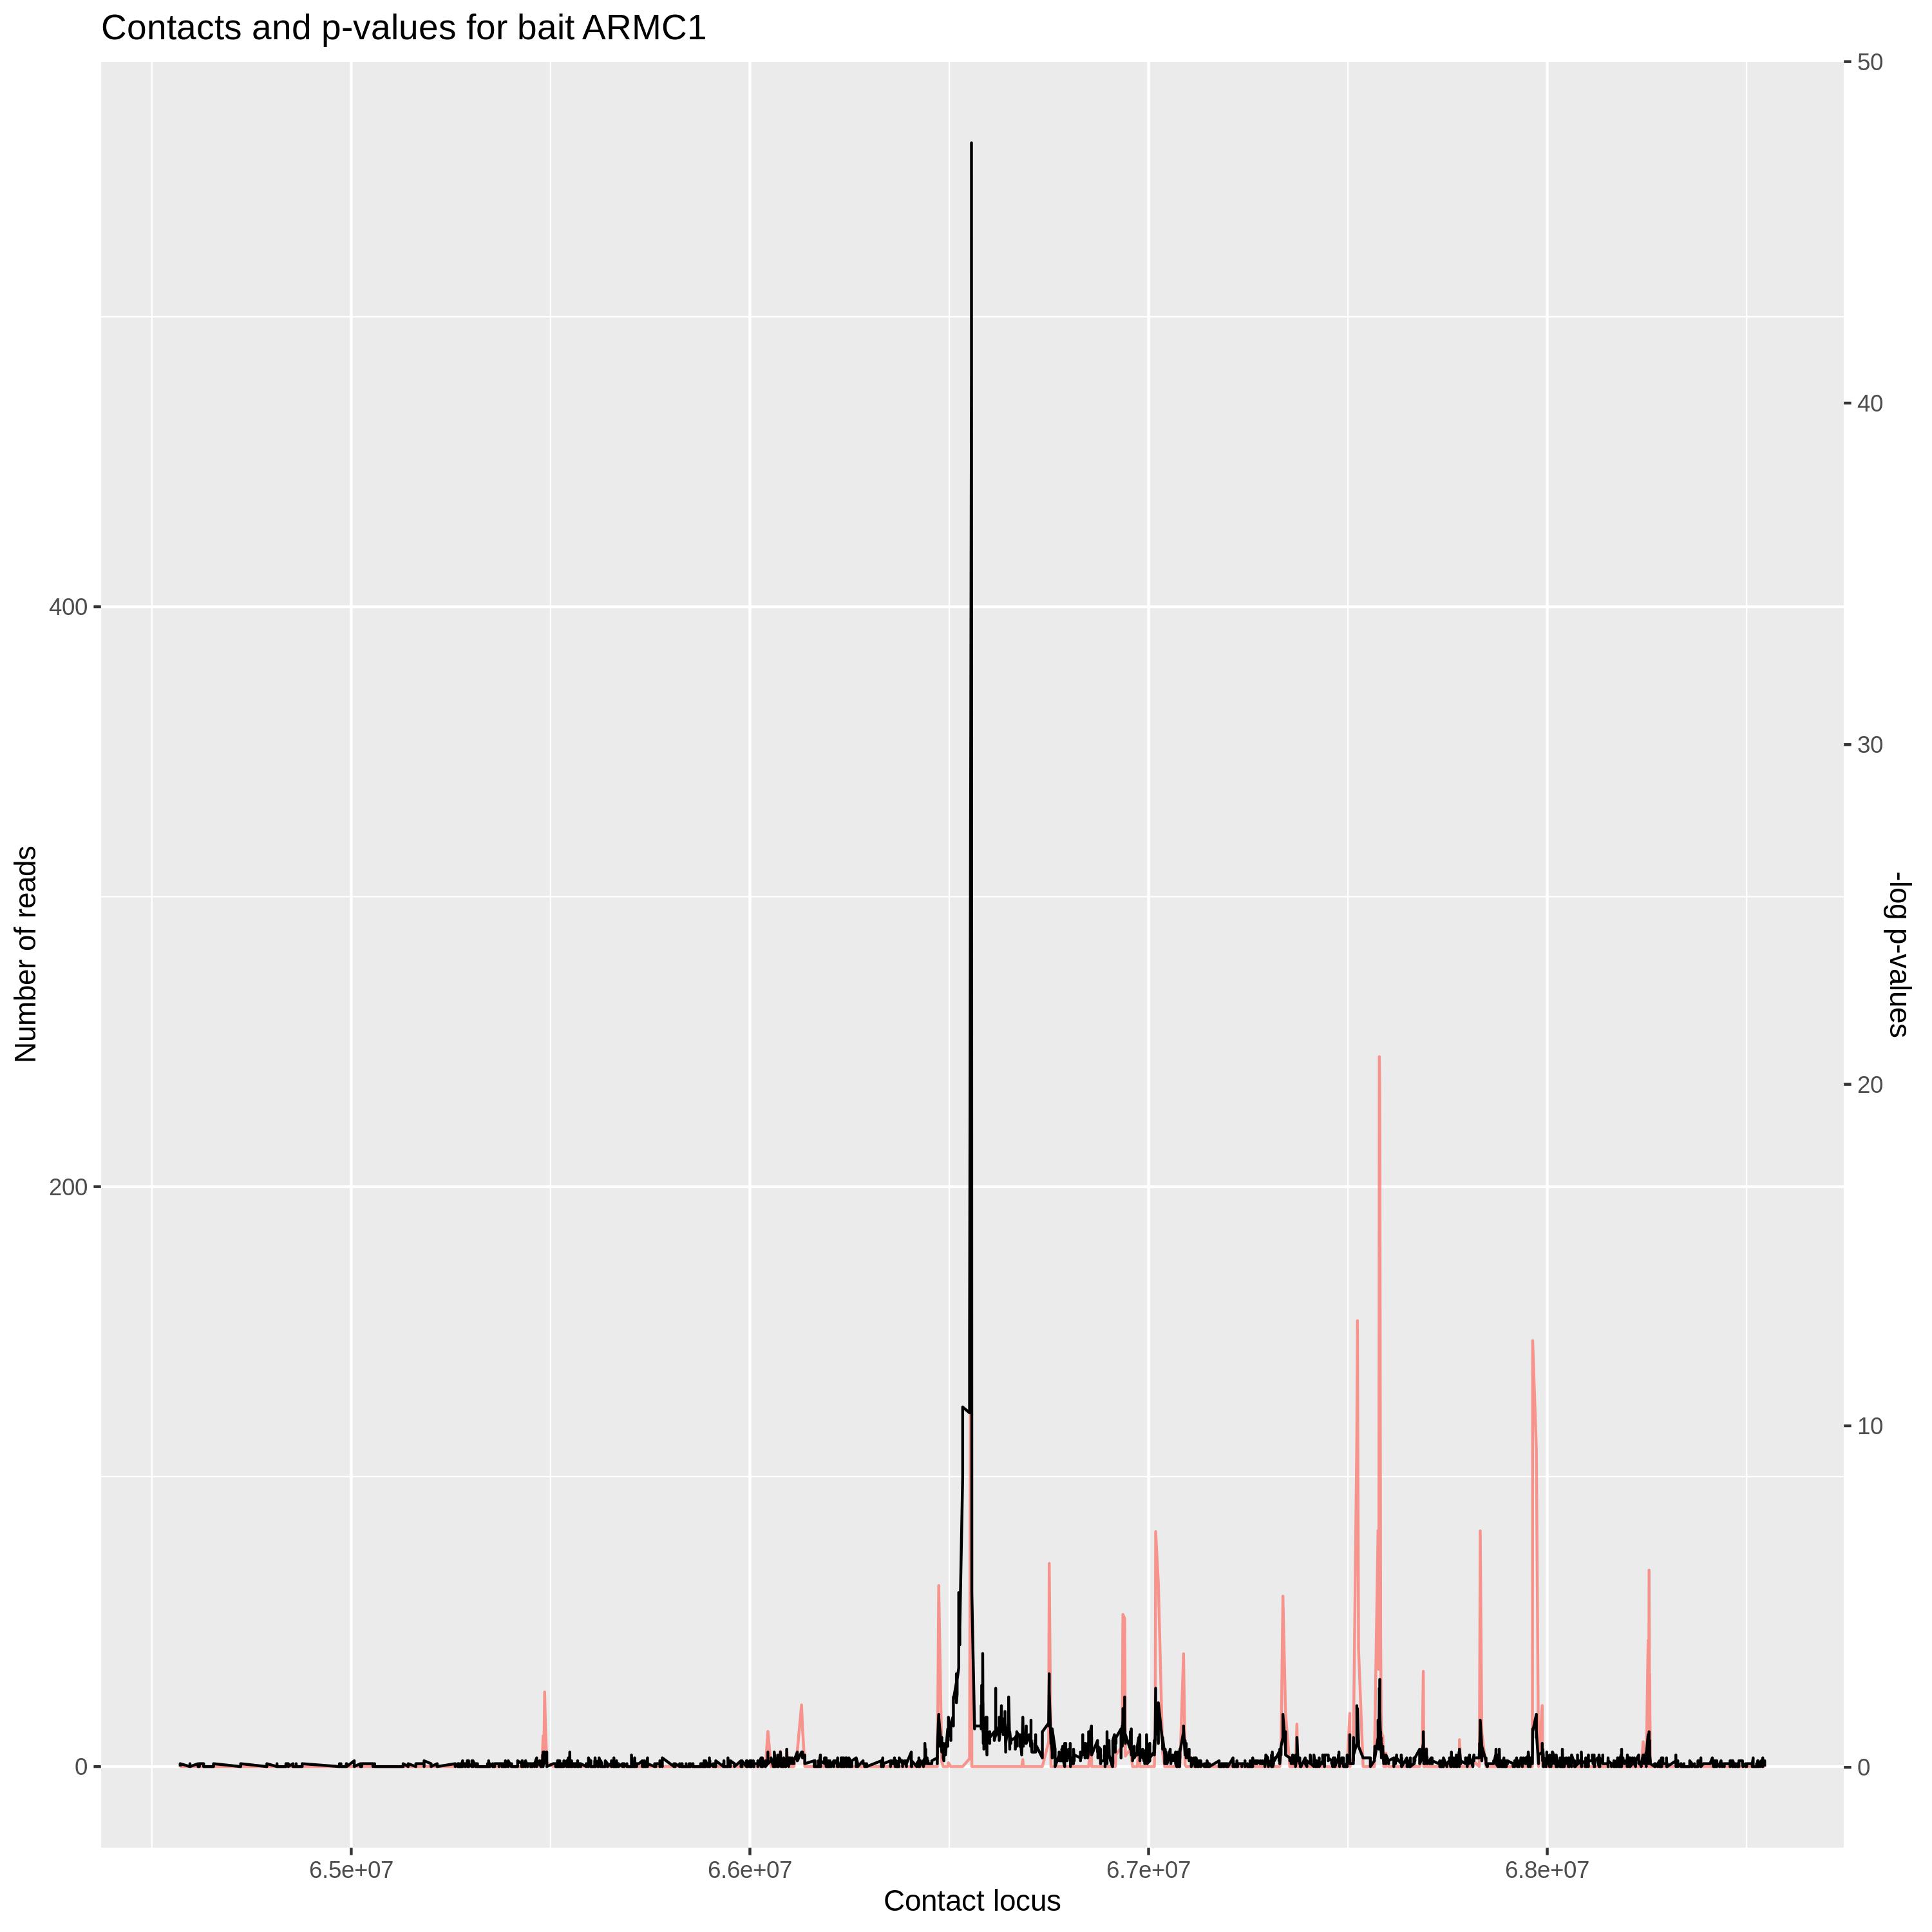 Contacts and p-values for bait ARMC1
50
40
400
30
Number of reads
-log p-values
20
200
10
0
0
6.5e+07
6.6e+07
6.7e+07
6.8e+07
Contact locus